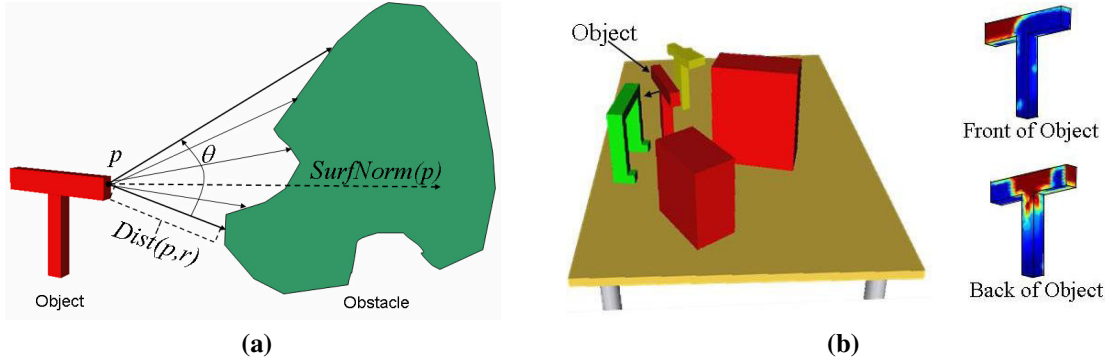 p
θ
SurfNorm(p)
Dist(p,r)
Object
Obstacle
(a)
Object
Front of Object
Back of Object
(b)